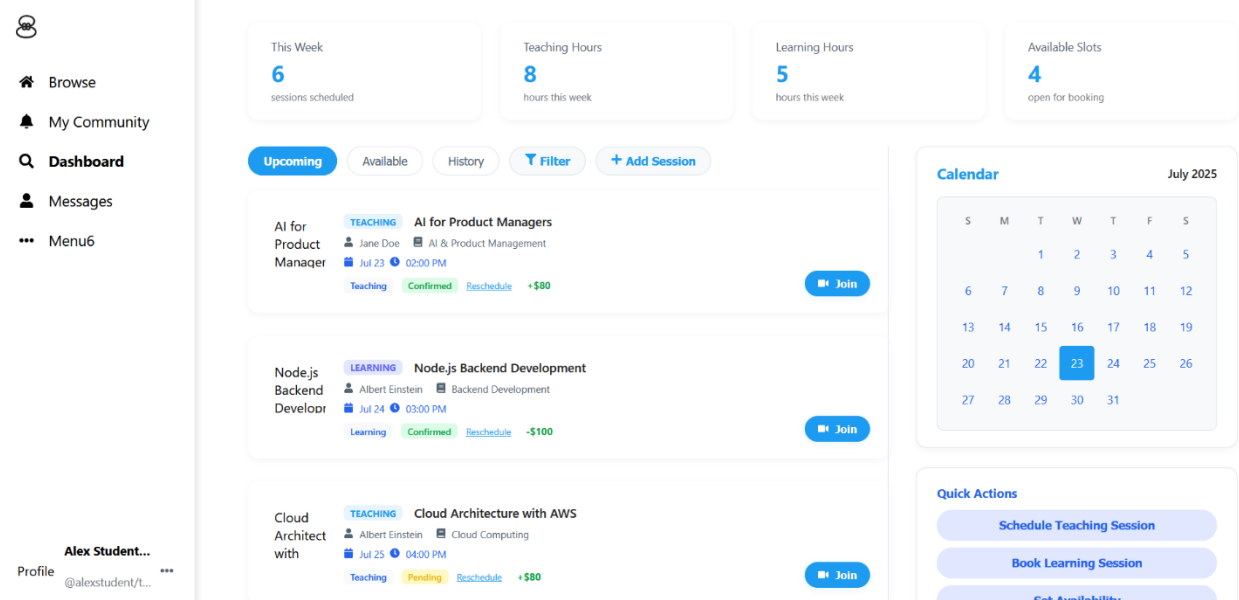 Browse
My Community
Dashboard
Messages
Menu6
Profile
Alex Student...
@alexstudent/t...
This Week
6
sessions scheduled
Teaching Hours
8
hours this week
Learning Hours
5
hours this week
Available Slots
4
open for booking
Upcoming Available History Filter + Add Session
AI for
Product
Manager
TEACHING AI for Product Managers
Jane Doe AI & Product Management
Jul 23 02:00 PM
Teaching Confirmed Reschedule +$80
Join
Node.js
Backend
Developr
LEARNING Node.js Backend Development
Albert Einstein Backend Development
Jul 24 03:00 PM
Learning Confirmed Reschedule -$100
Join
Cloud
Architect
with
TEACHING Cloud Architecture with AWS
Albert Einstein Cloud Computing
Jul 25 04:00 PM
Teaching Pending Reschedule +$80
Join
Calendar July 2025
S M T W T F S
1 2 3 4 5
6 7 8 9 10 11 12
13 14 15 16 17 18 19
20 21 22 23 24 25 26
27 28 29 30 31
Quick Actions
Schedule Teaching Session
Book Learning Session
Set Availability